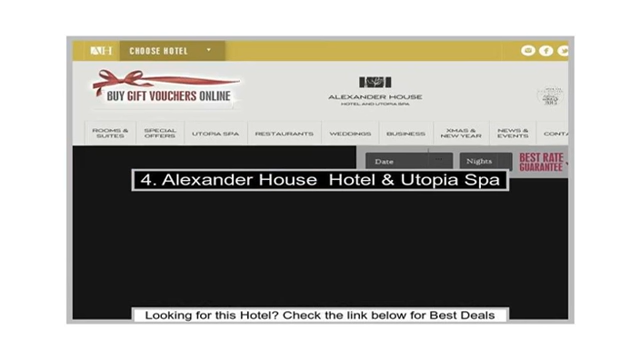 CHOOSE HOTEL
BUY GIFT VOUCHERS ONLINE
ALEXANDER HOUSE
HOTEL AND UTOPIA SPA
ROOMS & SUITES
SPECIAL OFFERS
UTOPIA SPA
RESTAURANTS
WEDDINGS
BUSINESS
XMAS & NEW YEAR
NEWS & EVENTS
CONTA
Date
Nights
BEST RATE
GUARANTEE
4. Alexander House Hotel & Utopia Spa
Looking for this Hotel? Check the link below for Best Deals